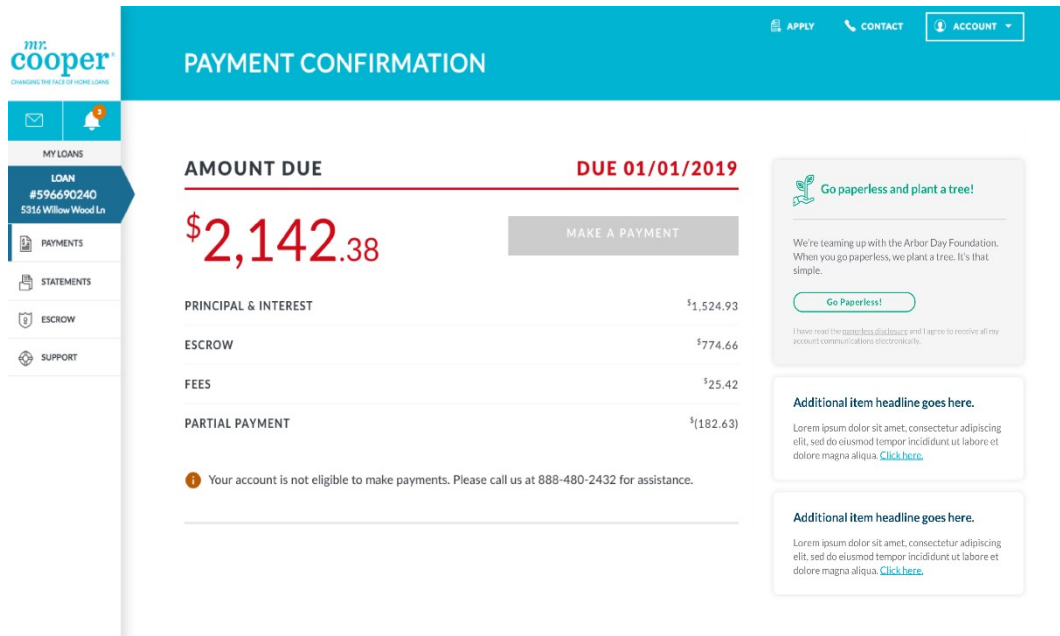 mr.
cooper®
CHANGING THE FACE OF HOME LOANS
APPLY
CONTACT
ACCOUNT
PAYMENT CONFIRMATION
3
MY LOANS
LOAN
#596690240
5316 Willow Wood Ln
PAYMENTS
STATEMENTS
ESCROW
SUPPORT
AMOUNT DUE
DUE 01/01/2019
$2,142.38
MAKE A PAYMENT
PRINCIPAL & INTEREST
$1,524.93
ESCROW
$774.66
FEES
$25.42
PARTIAL PAYMENT
$(182.63)
Your account is not eligible to make payments. Please call us at 888-480-2432 for assistance.
Go paperless and plant a tree!
We're teaming up with the Arbor Day Foundation.
When you go paperless, we plant a tree. It's that
simple.
Go Paperless!
I have read the paperless disclosure and I agree to receive all my
account communications electronically.
Additional item headline goes here.
Lorem ipsum dolor sit amet, consectetur adipiscing
elit, sed do eiusmod tempor incididunt ut labore et
dolore magna aliqua. Click here.
Additional item headline goes here.
Lorem ipsum dolor sit amet, consectetur adipiscing
elit, sed do eiusmod tempor incididunt ut labore et
dolore magna aliqua. Click here.